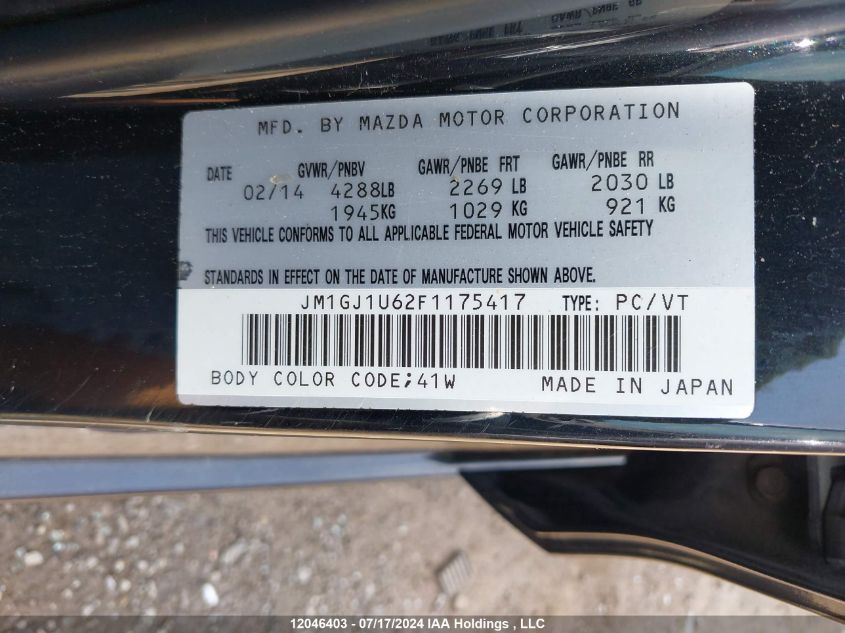 MFD. BY MAZDA MOTOR CORPORATION
DATE GVWR/PNBV GAWR/PNBE FRT GAWR/PNBE RR
02/14 4288LB 2269 LB 2030 LB
1945KG 1029 KG 921 KG
THIS VEHICLE CONFORMS TO ALL APPLICABLE FEDERAL MOTOR VEHICLE SAFETY
STANDARDS IN EFFECT ON THE DATE OF MANUFACTURE SHOWN ABOVE.
JM1GJ1U62F1175417 TYPE: PC/VT
BODY COLOR CODE;41W MADE IN JAPAN
12046403 - 07/17/2024 IAA Holdings , LLC